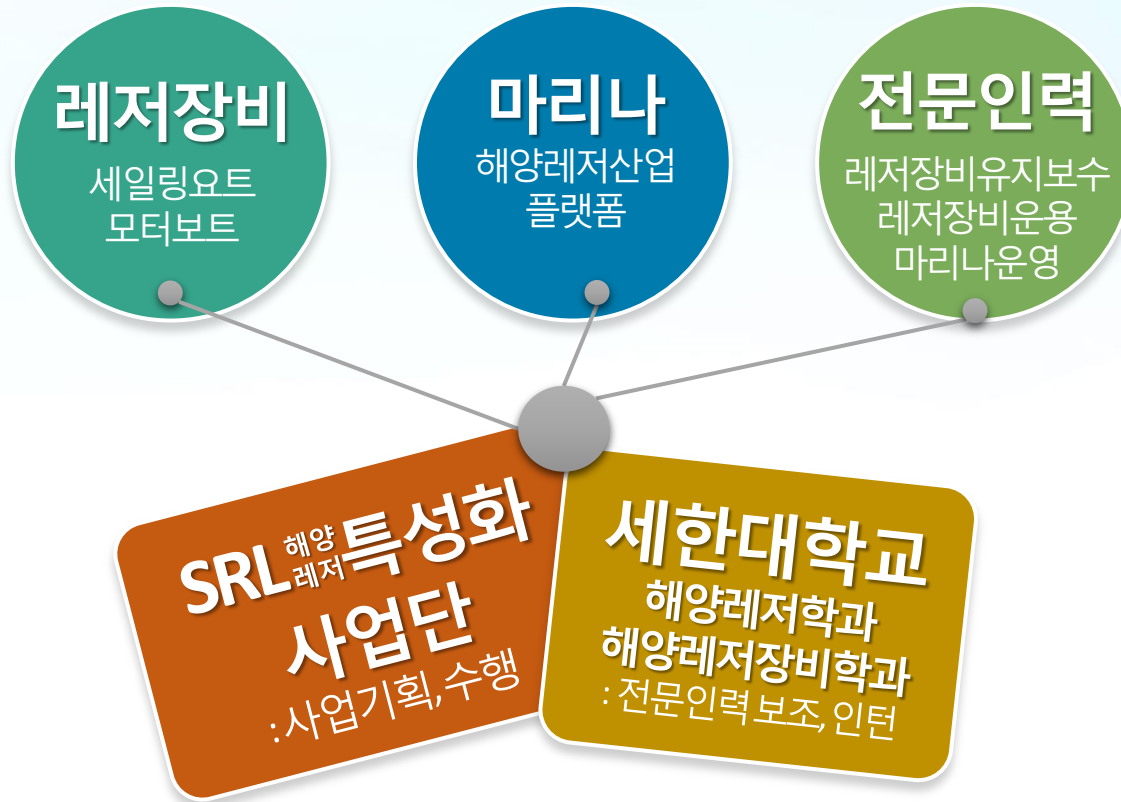 레저장비
세일링요트
모터보트
마리나
해양레저산업
플랫폼
전문인력
레저장비유지보수
레저장비운용
마리나운영
SRL 해양레저 특성화
사업단
: 사업기획, 수행
세한대학교
해양레저학과
해양레저장비학과
: 전문인력 보조, 인턴